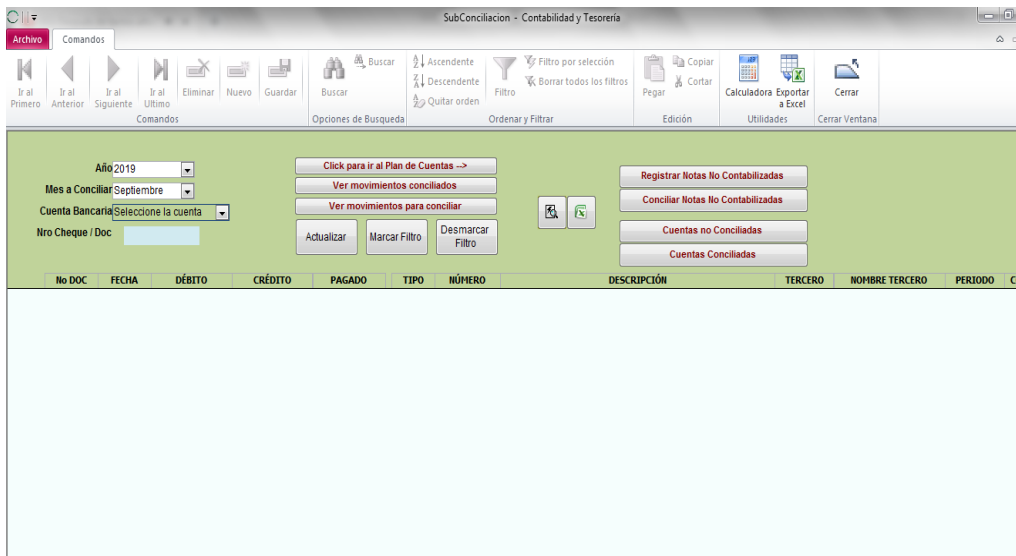 SubConciliacion - Contabilidad y Tesorería
Archivo Comandos
Ir al Primero Ir al Anterior Ir al Siguiente Ir al Ultimo Eliminar Nuevo Guardar
Comandos
Buscar Buscar
Opciones de Busqueda
Ascendente
Descendente
Quitar orden
Filtro
Filtro por selección
Borrar todos los filtros
Ordenar y Filtrar
Pegar
Copiar
Cortar
Edición
Calculadora Exportar a Excel
Utilidades
Cerrar
Cerrar Ventana
Año 2019
Mes a Conciliar Septiembre
Cuenta Bancaria Seleccione la cuenta
Nro Cheque / Doc
Click para ir al Plan de Cuentas -->
Ver movimientos conciliados
Ver movimientos para conciliar
Actualizar Marcar Filtro Desmarcar Filtro
Registrar Notas No Contabilizadas
Conciliar Notas No Contabilizadas
Cuentas no Conciliadas
Cuentas Conciliadas
No DOC FECHA DÉBITO CRÉDITO PAGADO TIPO NÚMERO DESCRIPCIÓN TERCERO NOMBRE TERCERO PERIODO C